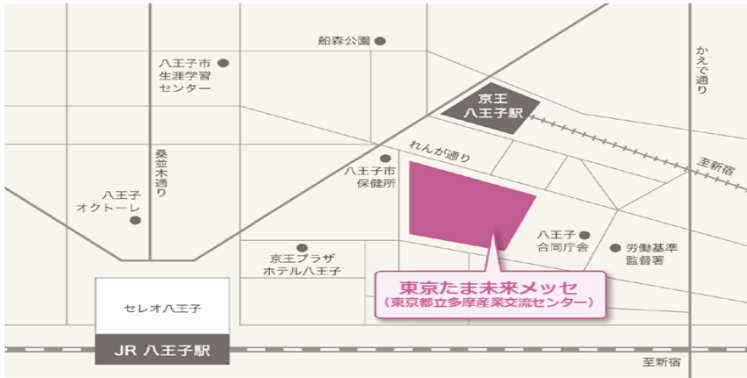 船森公園
かえで通り
八王子市
生涯学習
センター
京王
八王子駅
れんが通り
至新宿
桑並木通り
八王子市
保健所
八王子
オクトーレ
八王子
合同庁舎
労働基準
監督署
京王プラザ
ホテル八王子
東京たま未来メッセ
(東京都立多摩産業交流センター)
セレオ八王子
JR 八王子駅
至新宿